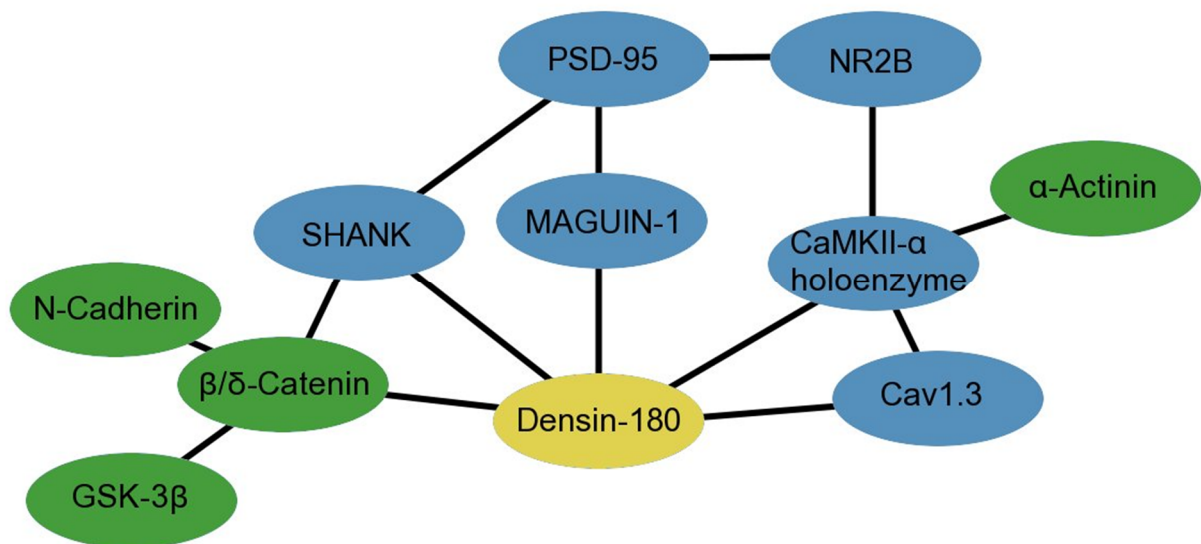 PSD-95
NR2B
α-Actinin
SHANK
MAGUIN-1
CaMKII-α
holoenzyme
N-Cadherin
β/δ-Catenin
Densin-180
Cav1.3
GSK-3β